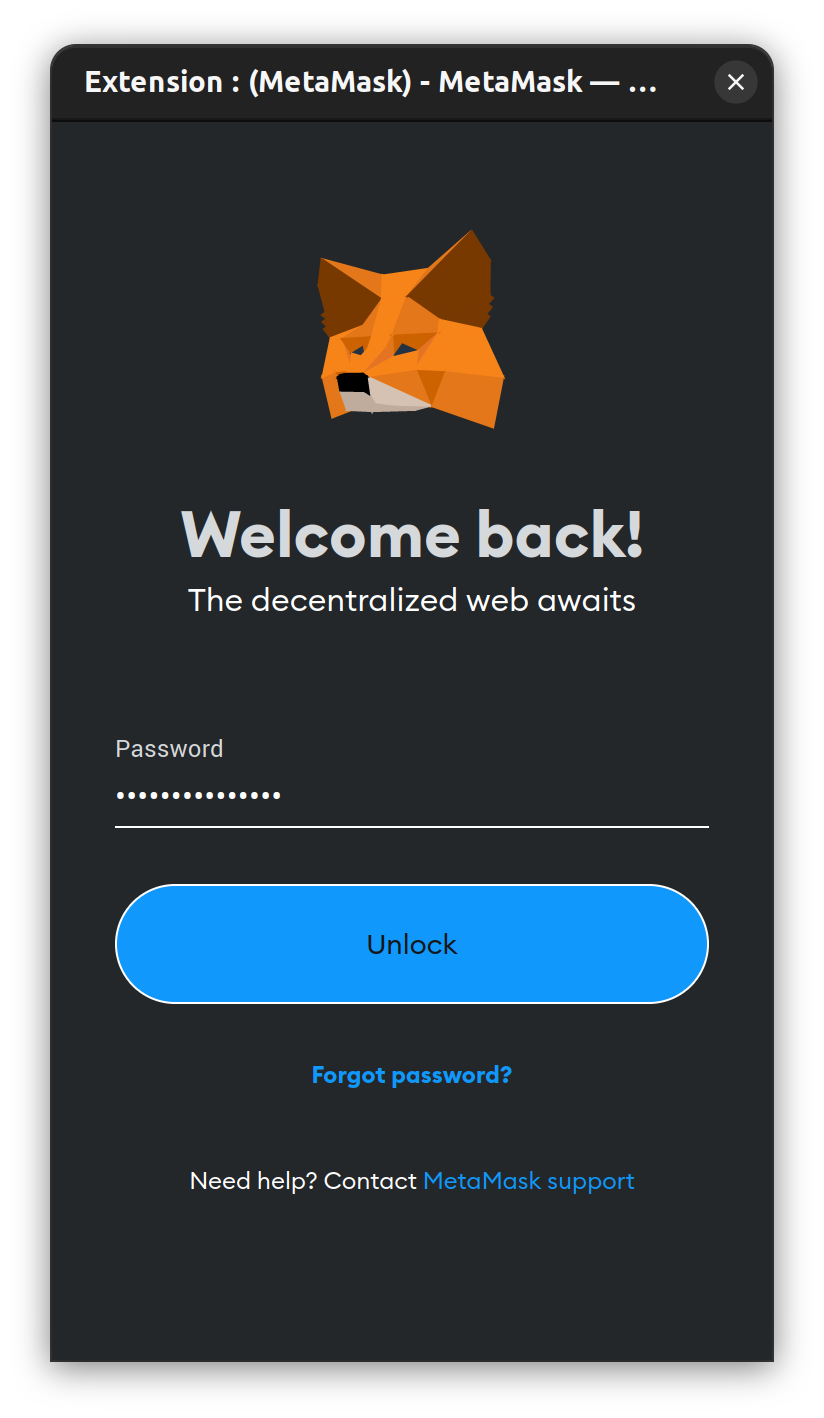 Extension : (MetaMask) - MetaMask — …
Welcome back!
The decentralized web awaits
Password
•••••••••••••••
Unlock
Forgot password?
Need help? Contact MetaMask support